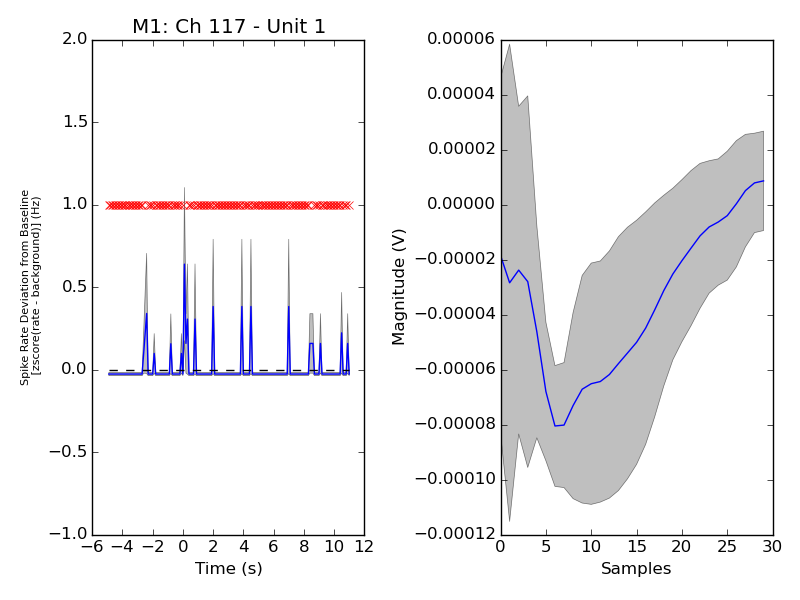 M1: Ch 117 - Unit 1
2.0
1.5
1.0
0.5
0.0
−0.5
−1.0
−6 −4 −2 0 2 4 6 8 10 12
Time (s)
Spike Rate Deviation from Baseline
[zscore(rate - background)] (Hz)
0.00006
0.00004
0.00002
0.00000
−0.00002
−0.00004
−0.00006
−0.00008
−0.00010
−0.00012
0 5 10 15 20 25 30
Samples
Magnitude (V)